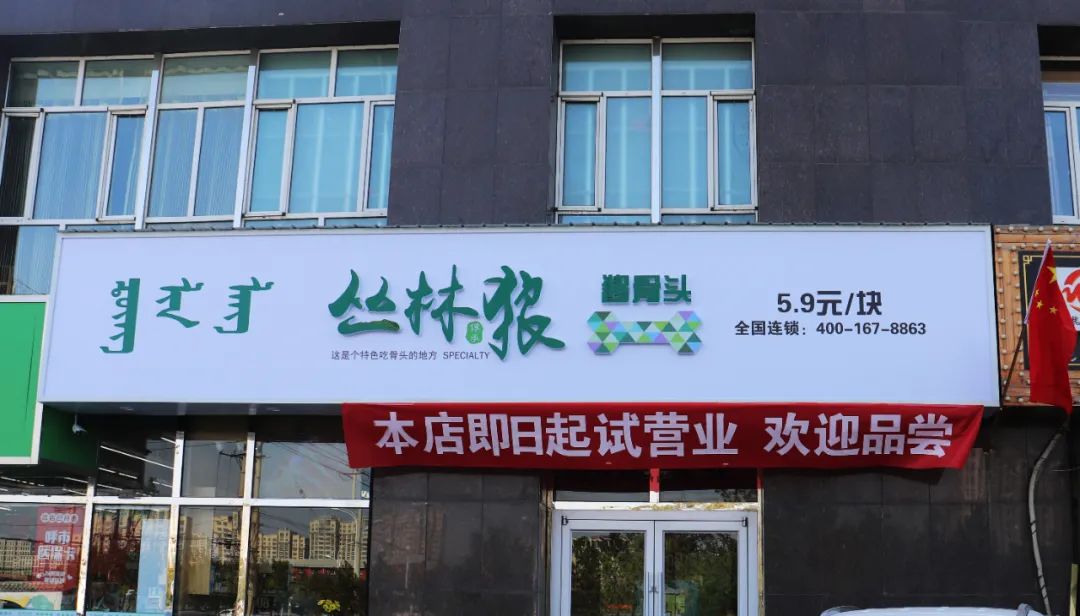 丛林狼
这是个特色吃骨头的地方 SPECIALTY
酱骨头
5.9元/块
全国连锁：400-167-8863
本店即日起试营业 欢迎品尝